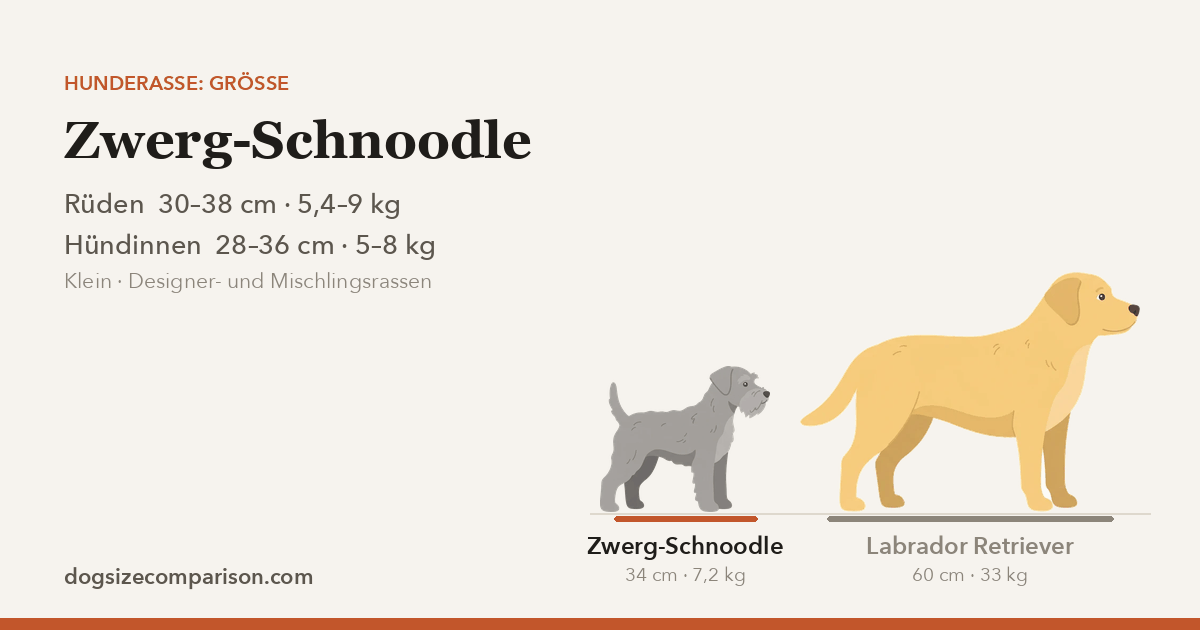 HUNDERASSE: GRÖSSE
Zwerg-Schnoodle
Rüden 30–38 cm · 5,4–9 kg
Hündinnen 28–36 cm · 5–8 kg
Klein · Designer- und Mischlingsrassen
Zwerg-Schnoodle
34 cm · 7,2 kg
Labrador Retriever
60 cm · 33 kg
dogsizecomparison.com